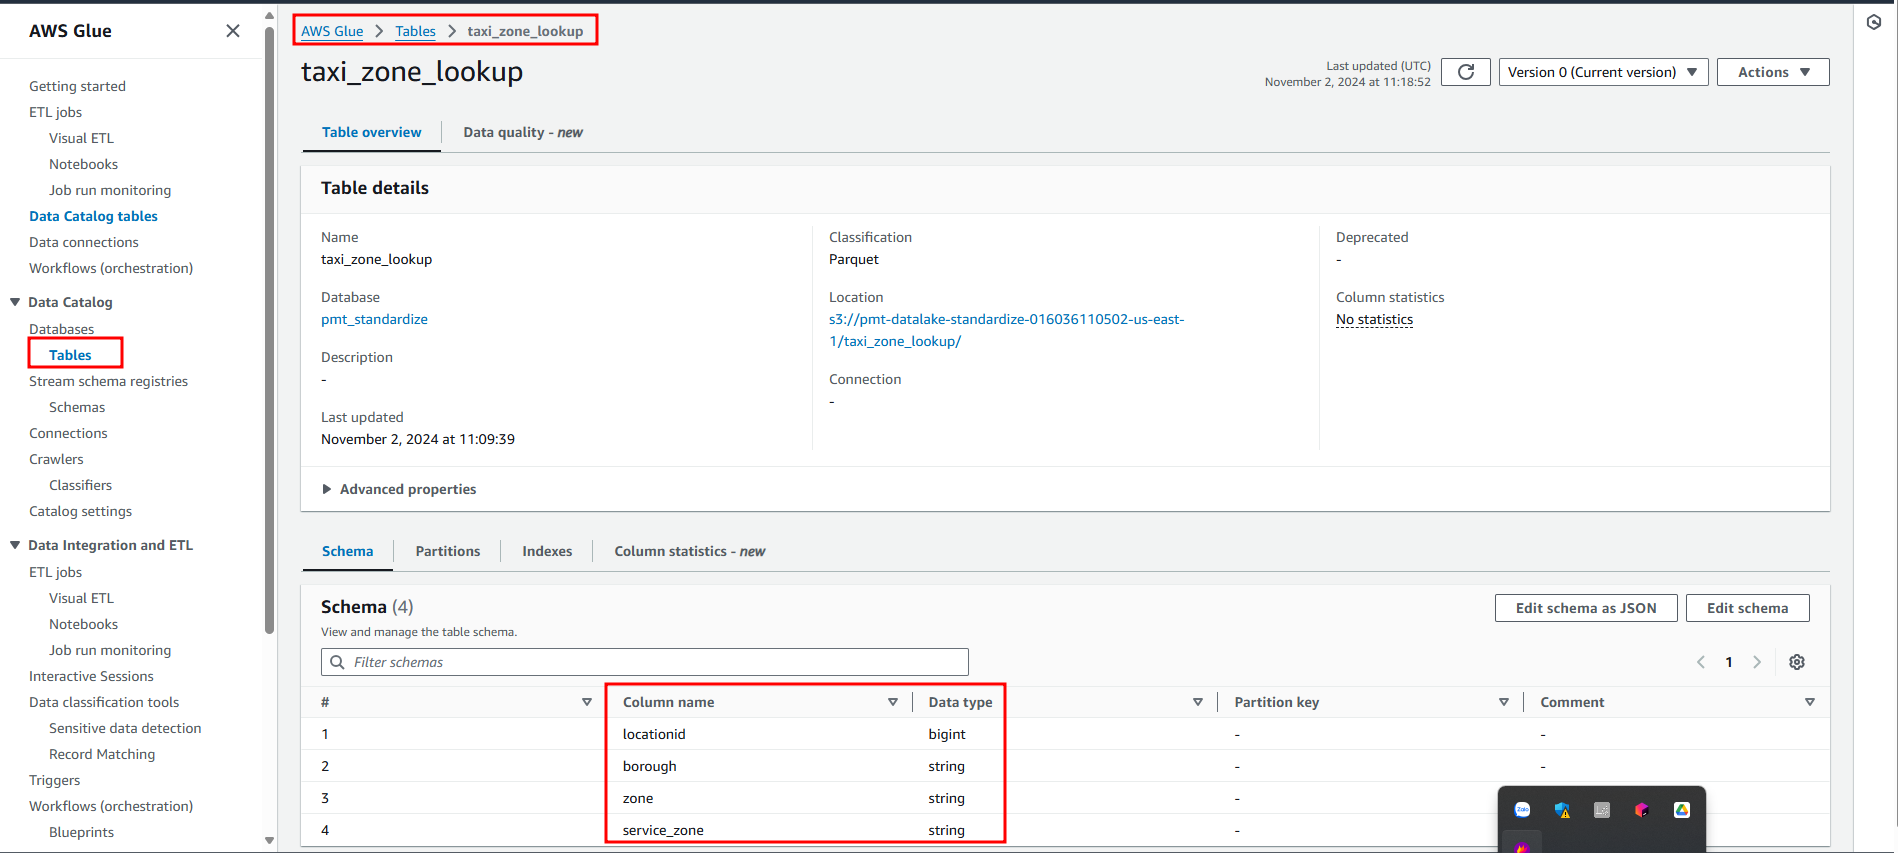 AWS Glue
Getting started
ETL jobs
Visual ETL
Notebooks
Job run monitoring
Data Catalog tables
Data connections
Workflows (orchestration)
Data Catalog
Databases
Tables
Stream schema registries
Schemas
Connections
Crawlers
Classifiers
Catalog settings
Data Integration and ETL
ETL jobs
Visual ETL
Notebooks
Job run monitoring
Interactive Sessions
Data classification tools
Sensitive data detection
Record Matching
Triggers
Workflows (orchestration)
Blueprints
AWS Glue > Tables > taxi_zone_lookup
taxi_zone_lookup
Last updated (UTC)
November 2, 2024 at 11:18:52
Version 0 (Current version)
Actions
Table overview
Data quality - new
Table details
Name
taxi_zone_lookup
Database
pmt_standardize
Description
-
Last updated
November 2, 2024 at 11:09:39
Classification
Parquet
Location
s3://pmt-datalake-standardize-016036110502-us-east-
1/taxi_zone_lookup/
Connection
-
Deprecated
-
Column statistics
No statistics
Advanced properties
Schema
Partitions
Indexes
Column statistics - new
Schema (4)
View and manage the table schema.
Edit schema as JSON
Edit schema
Filter schemas
1
# Column name Data type Partition key Comment
1 locationid bigint - -
2 borough string - -
3 zone string -
4 service_zone string -
Zalo